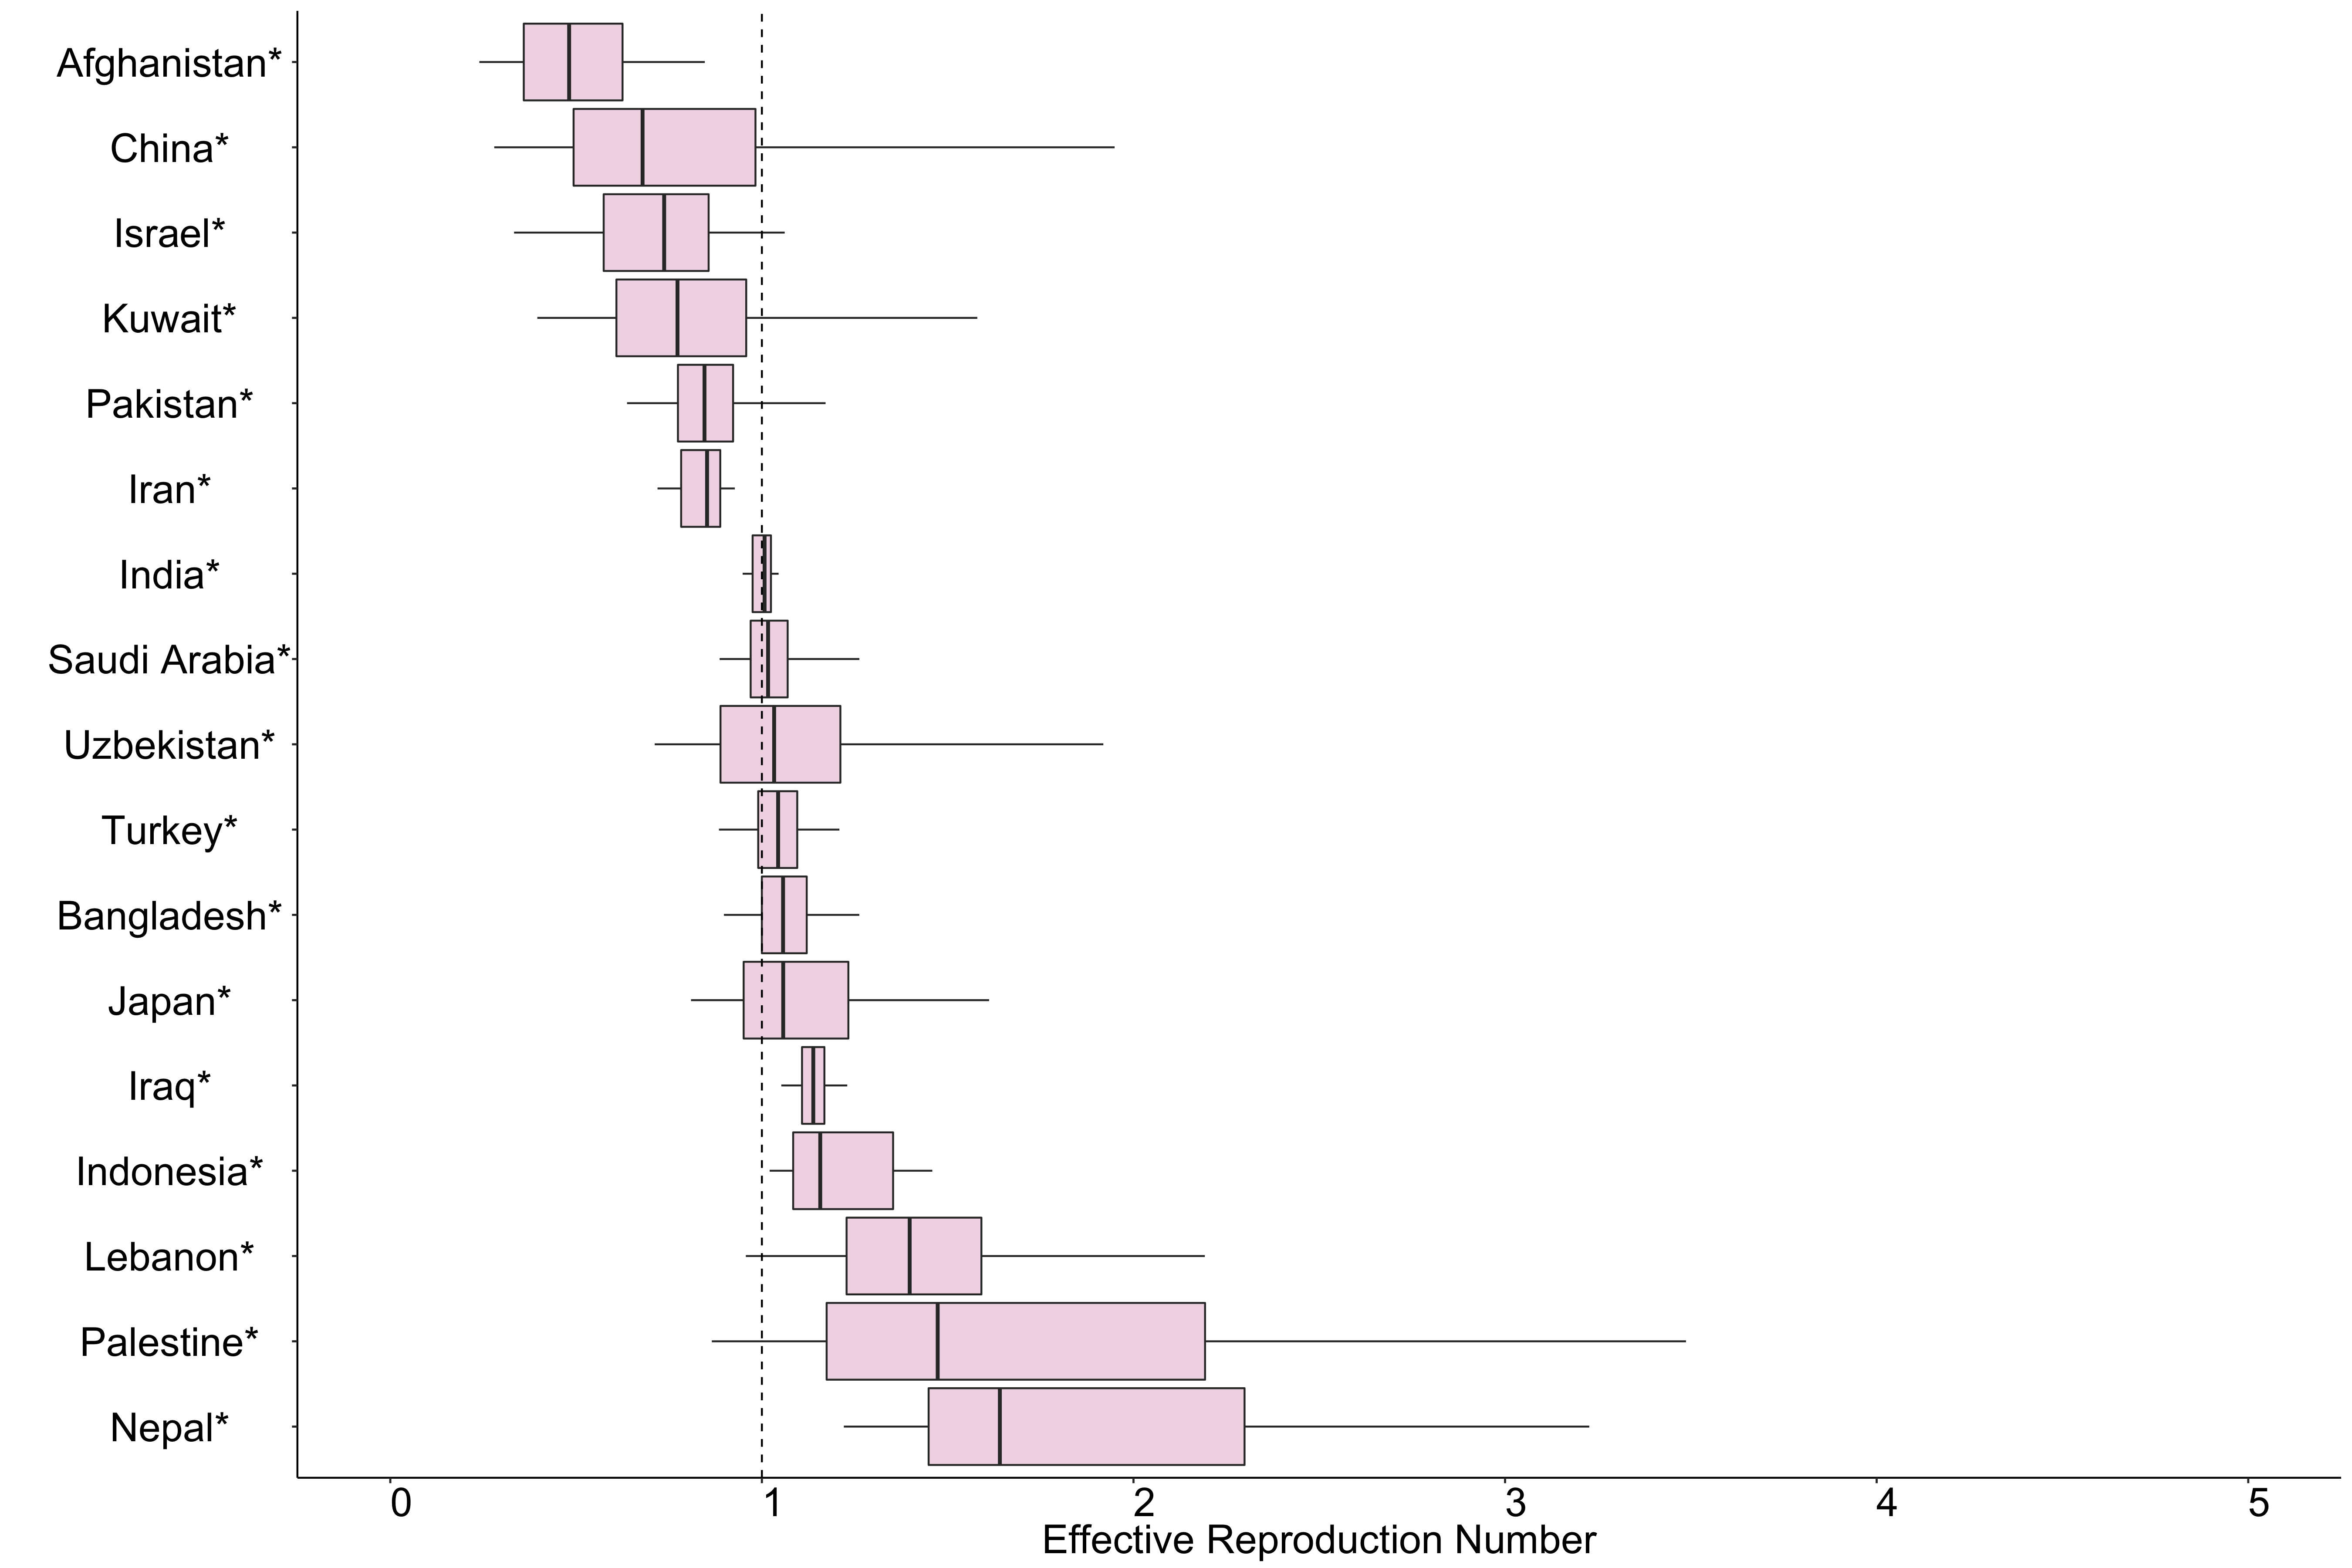 Afghanistan*
China*
Israel*
Kuwait*
Pakistan*
Iran*
India*
Saudi Arabia*
Uzbekistan*
Turkey*
Bangladesh*
Japan*
Iraq*
Indonesia*
Lebanon*
Palestine*
Nepal*
0 1 2 3 4 5
Effective Reproduction Number